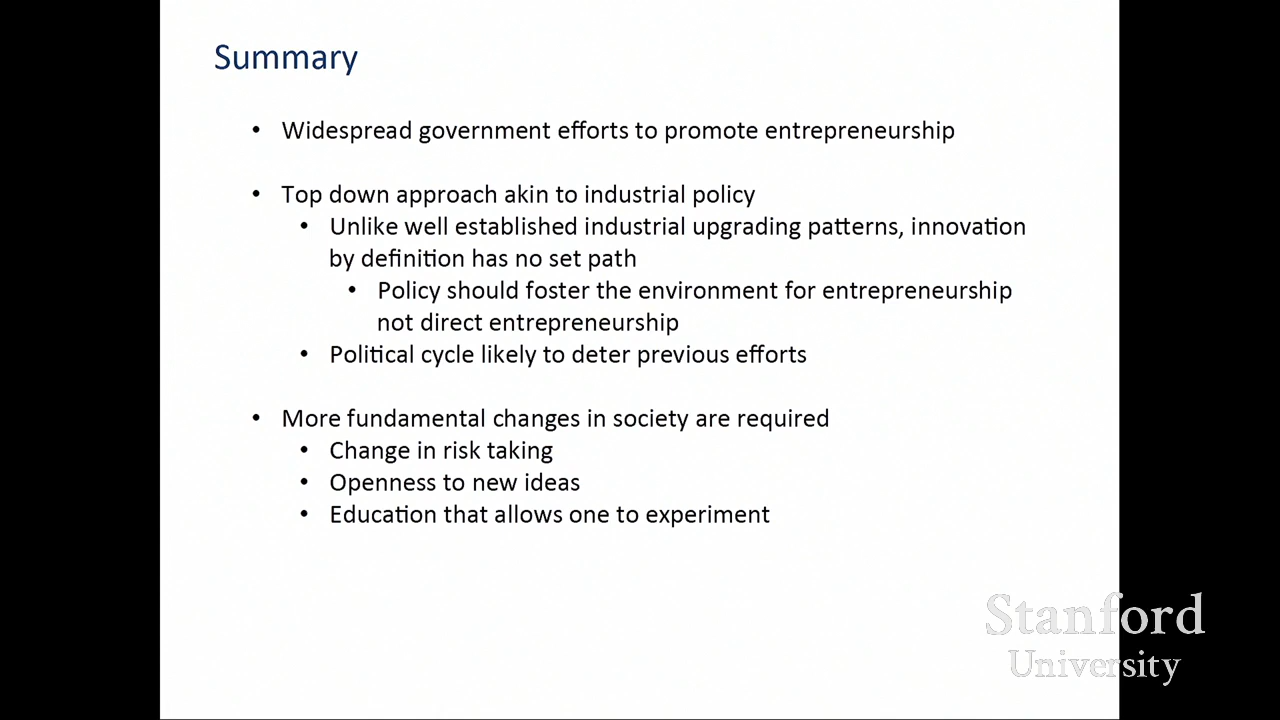 Summary
• Widespread government efforts to promote entrepreneurship
• Top down approach akin to industrial policy
• Unlike well established industrial upgrading patterns, innovation
by definition has no set path
• Policy should foster the environment for entrepreneurship
not direct entrepreneurship
• Political cycle likely to deter previous efforts
• More fundamental changes in society are required
• Change in risk taking
• Openness to new ideas
• Education that allows one to experiment
Stanford
University